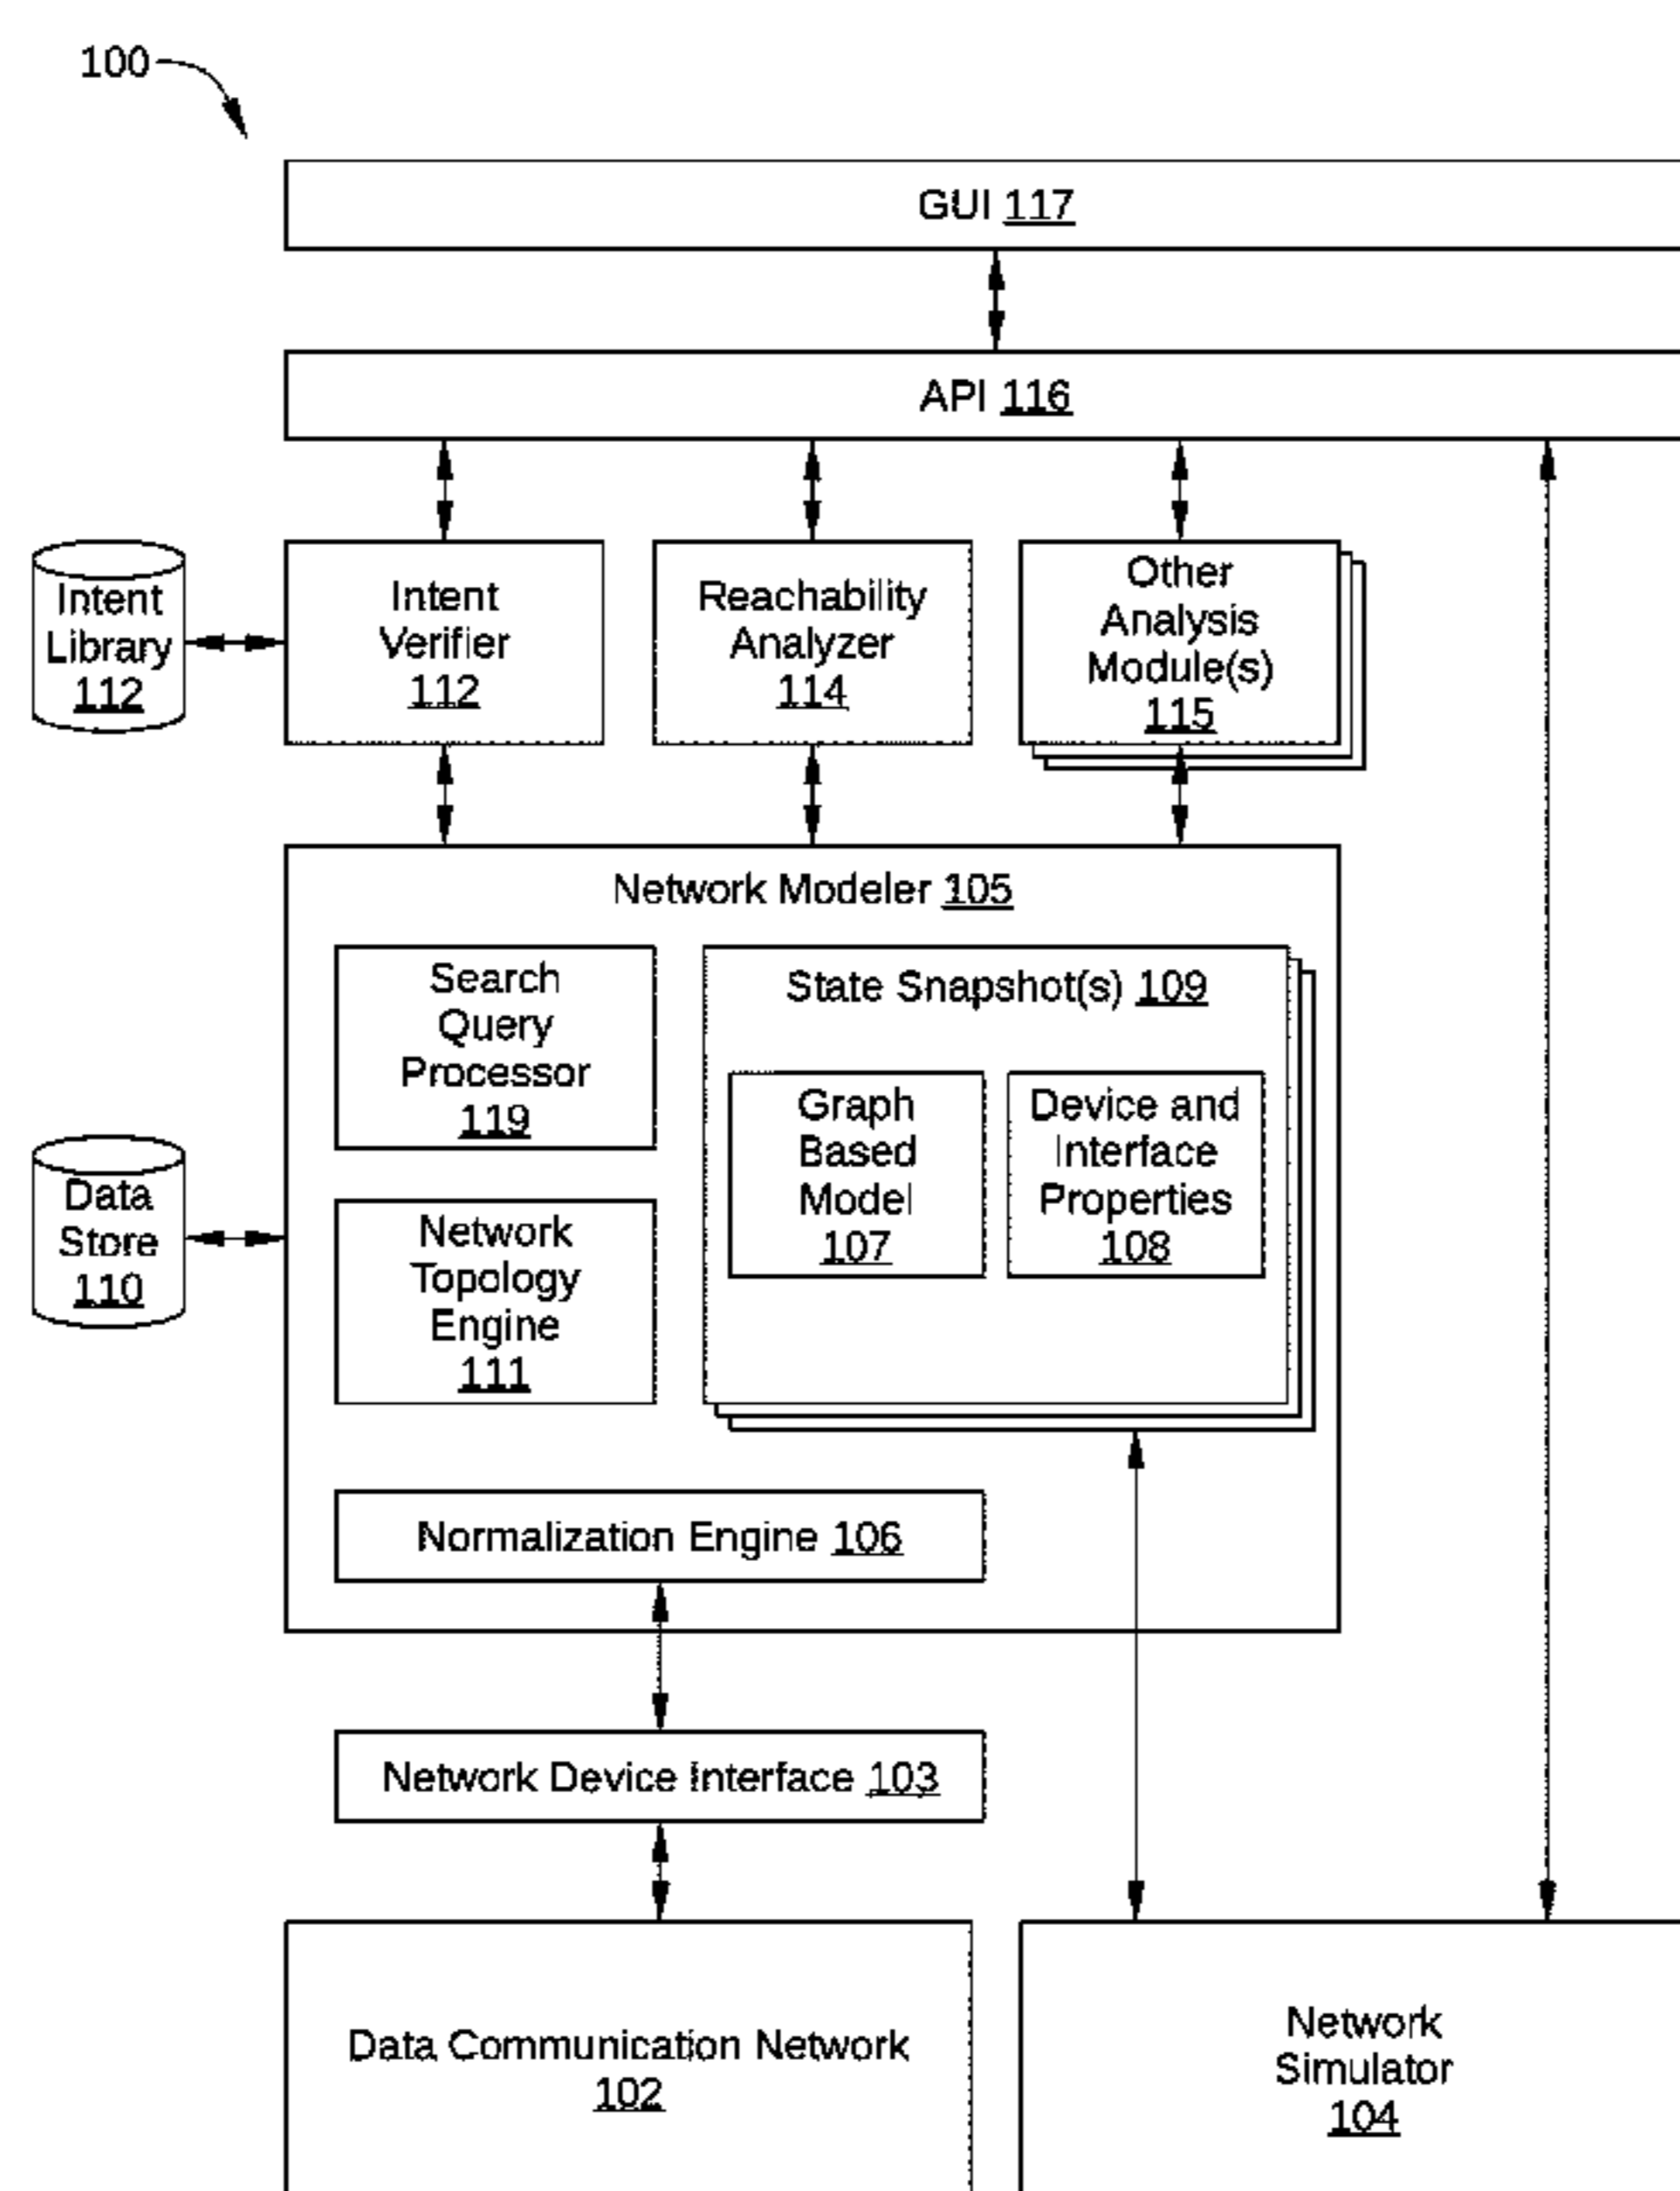 100
GUI 117
API 116
Intent
Library
112
Intent
Verifier
112
Reachability
Analyzer
114
Other
Analysis
Module(s)
115
Network Modeler 105
Search
Query
Processor
119
State Snapshot(s) 109
Graph
Based
Model
107
Device and
Interface
Properties
108
Data
Store
110
Network
Topology
Engine
111
Normalization Engine 106
Network Device Interface 103
Data Communication Network
102
Network
Simulator
104